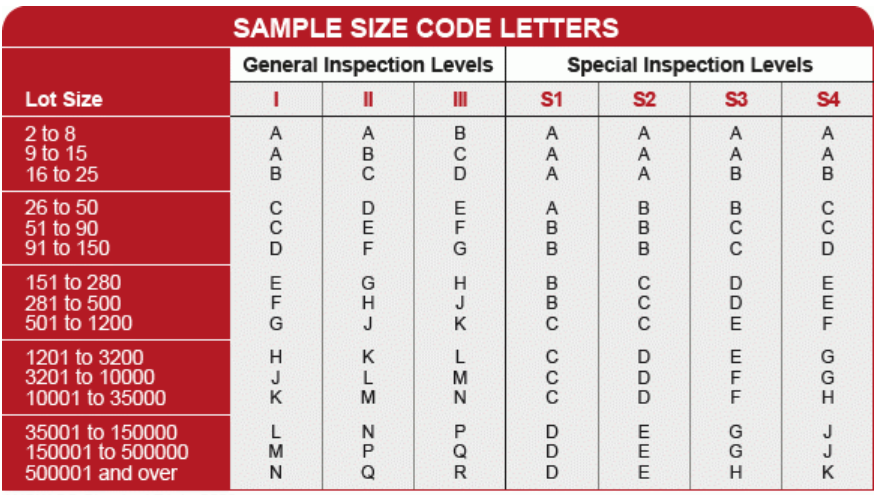 SAMPLE SIZE CODE LETTERS
General Inspection Levels Special Inspection Levels
Lot Size I II III S1 S2 S3 S4
2 to 8 A A B A A A A
9 to 15 A B C A A A A
16 to 25 B C D A A B B
26 to 50 C D E A B B C
51 to 90 C E F B B C C
91 to 150 D F G B B C D
151 to 280 E G H B C D E
281 to 500 F H J B C D E
501 to 1200 G J K C C E F
1201 to 3200 H K L C D E G
3201 to 10000 J L M C D F G
10001 to 35000 K M N C D F H
35001 to 150000 L N P D E G J
150001 to 500000 M P Q D E G J
500001 and over N Q R D E H K